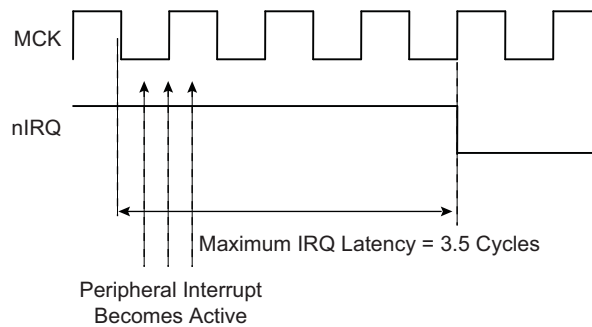 MCK
nIRQ
Maximum IRQ Latency = 3.5 Cycles
Peripheral Interrupt
Becomes Active